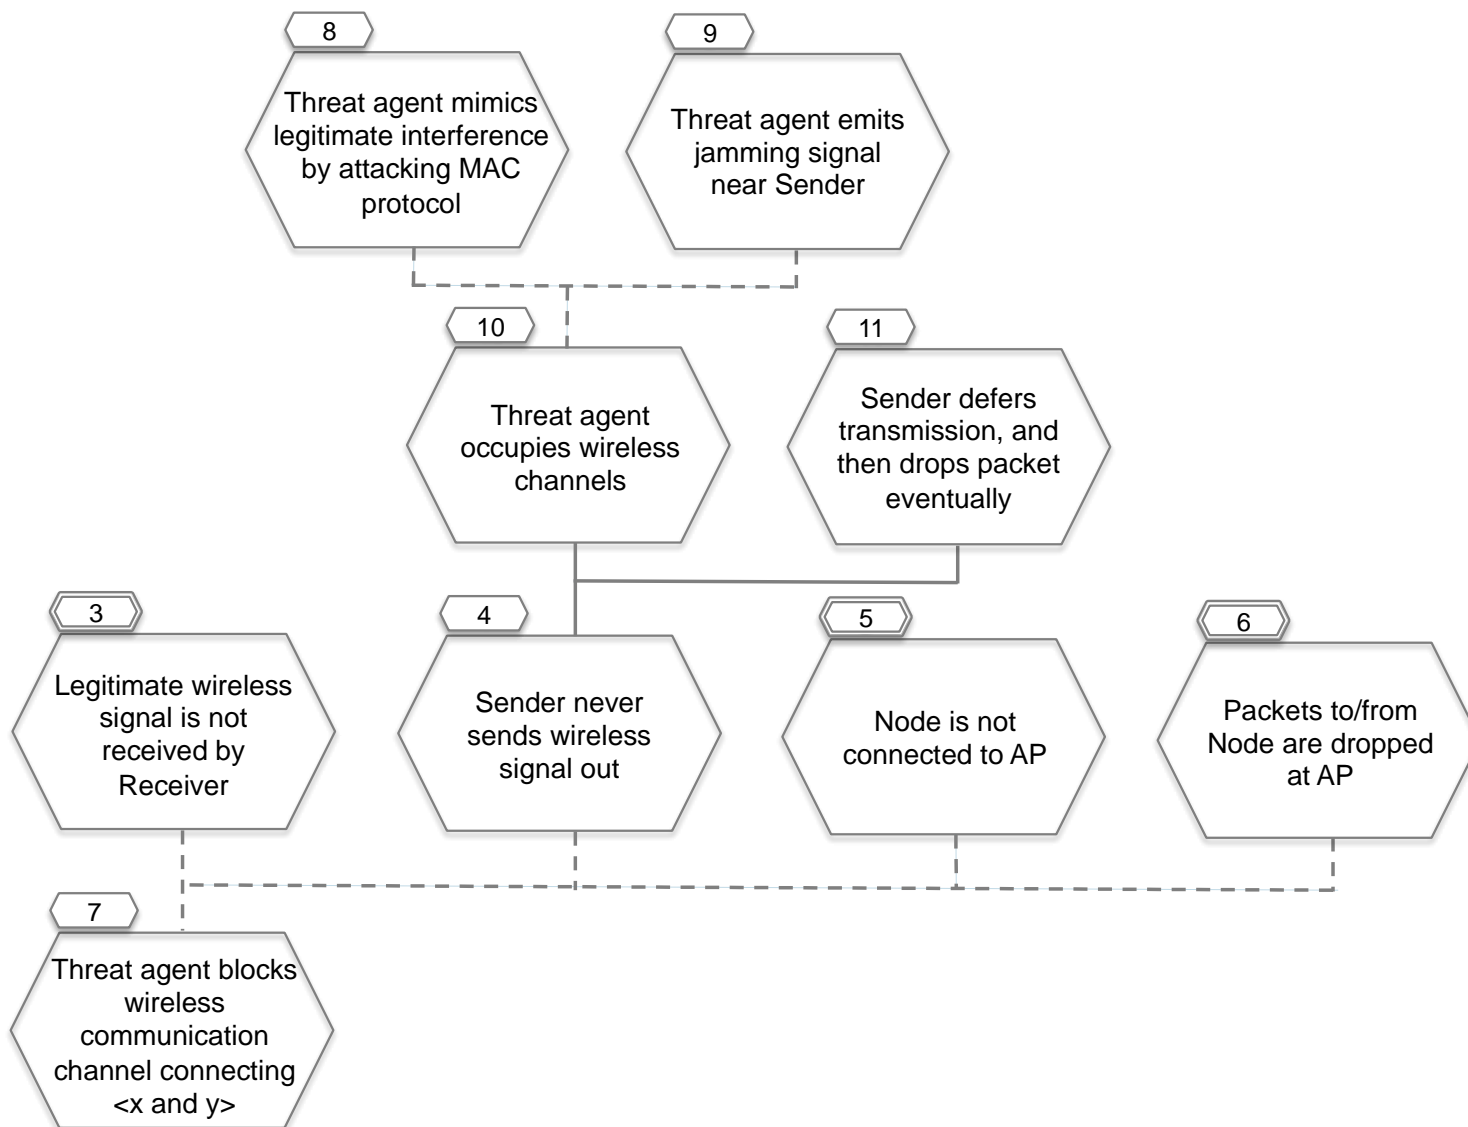 8
Threat agent mimics
legitimate interference
by attacking MAC
protocol
9
Threat agent emits
jamming signal
near Sender
10
Threat agent
occupies wireless
channels
11
Sender defers
transmission, and
then drops packet
eventually
3
Legitimate wireless
signal is not
received by
Receiver
4
Sender never
sends wireless
signal out
5
Node is not
connected to AP
6
Packets to/from
Node are dropped
at AP
7
Threat agent blocks
wireless
communication
channel connecting
<x and y>